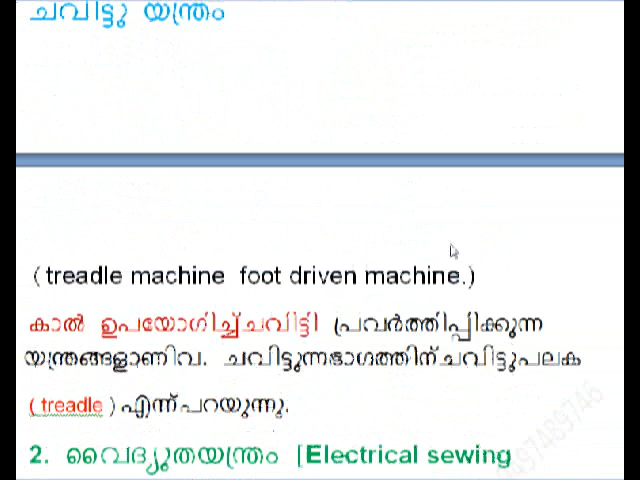 ചവിട്ടു യന്ത്രം
(treadle machine foot driven machine.)
കാൽ ഉപയോഗിച്ച് ചവിട്ടി പ്രവർത്തിപ്പിക്കുന്ന
യന്ത്രങ്ങളാണിവ. ചവിട്ടുന്നഭാഗത്തിന് ചവിട്ടുപലക
(treadle) എന്ന് പറയുന്നു.
2. വൈദ്യുതയന്ത്രം [Electrical sewing